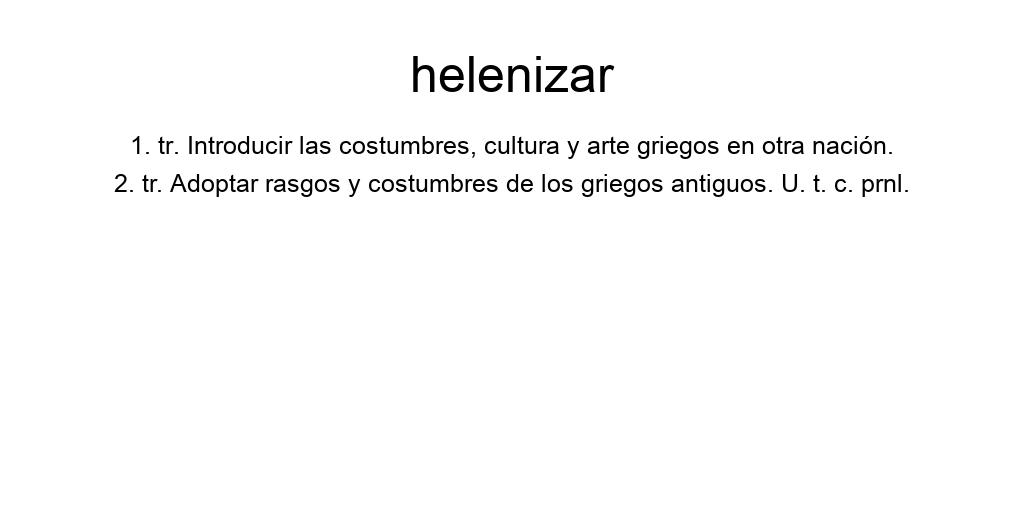 helenizar
1. tr. Introducir las costumbres, cultura y arte griegos en otra nación.
2. tr. Adoptar rasgos y costumbres de los griegos antiguos. U. t. c. prnl.